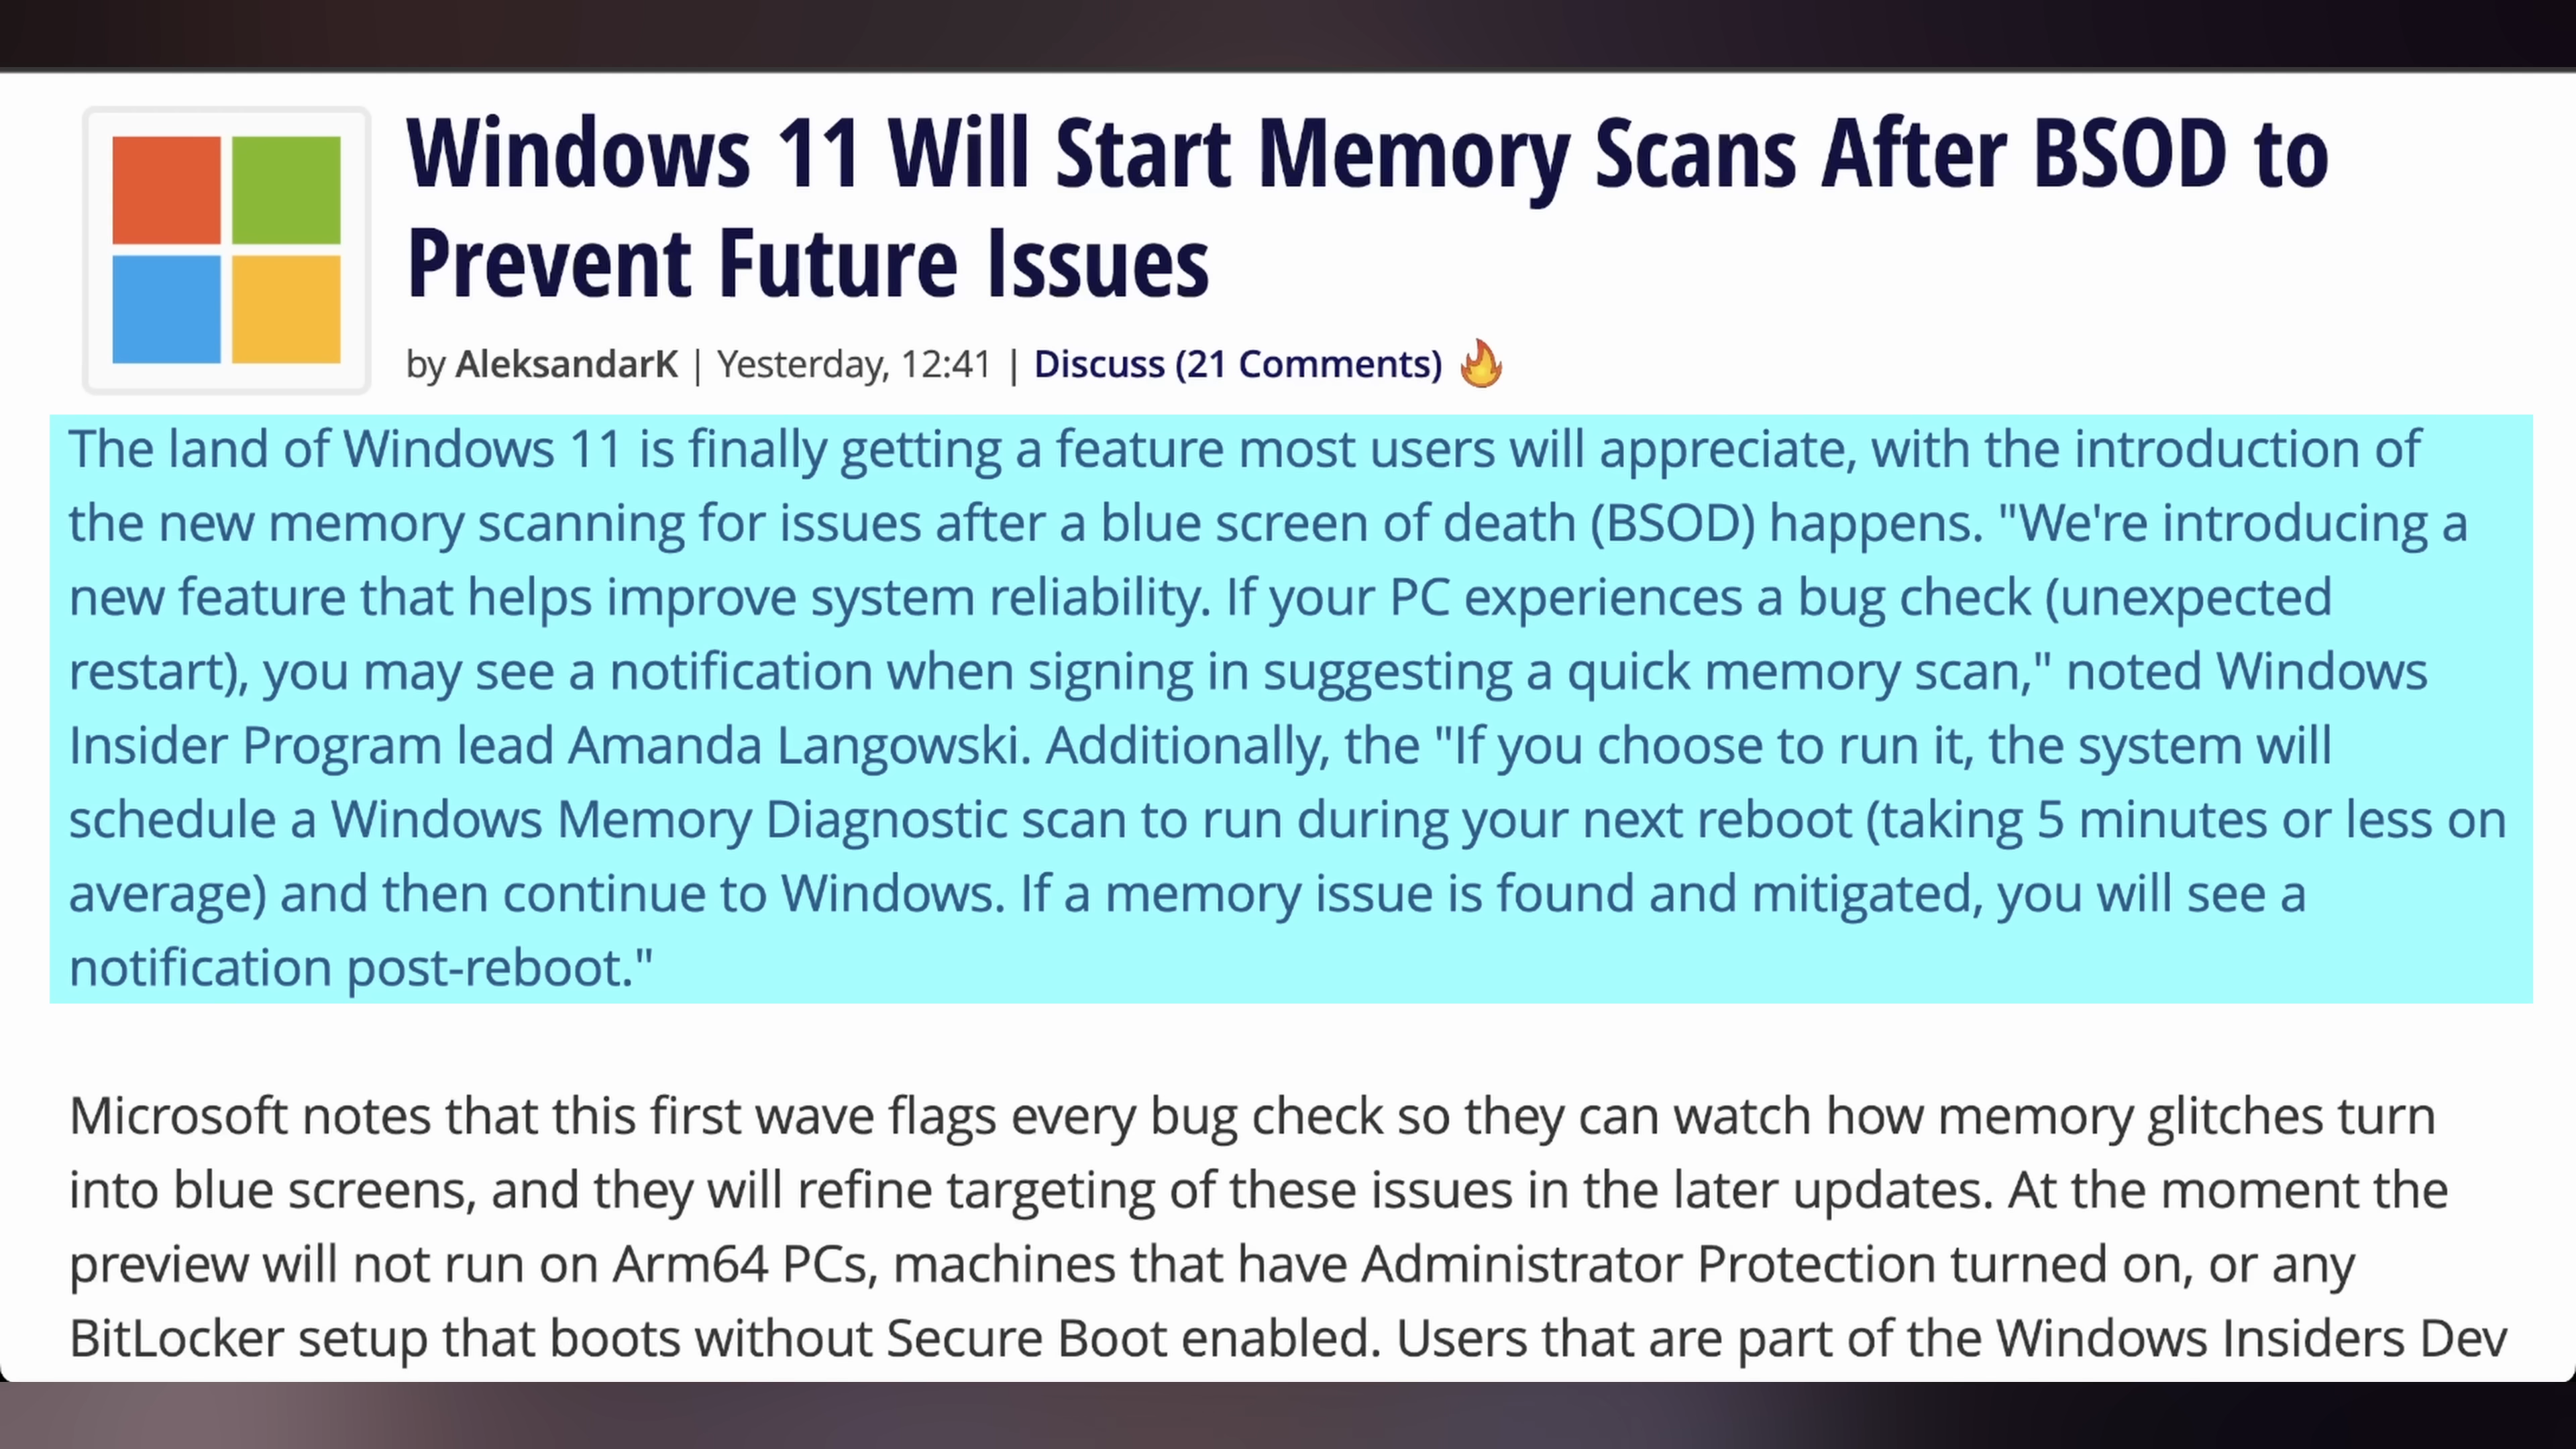 Windows 11 Will Start Memory Scans After BSOD to
Prevent Future Issues
by AleksandarK | Yesterday, 12:41 | Discuss (21 Comments)
The land of Windows 11 is finally getting a feature most users will appreciate, with the introduction of
the new memory scanning for issues after a blue screen of death (BSOD) happens. "We're introducing a
new feature that helps improve system reliability. If your PC experiences a bug check (unexpected
restart), you may see a notification when signing in suggesting a quick memory scan," noted Windows
Insider Program lead Amanda Langowski. Additionally, the "If you choose to run it, the system will
schedule a Windows Memory Diagnostic scan to run during your next reboot (taking 5 minutes or less on
average) and then continue to Windows. If a memory issue is found and mitigated, you will see a
notification post-reboot."
Microsoft notes that this first wave flags every bug check so they can watch how memory glitches turn
into blue screens, and they will refine targeting of these issues in the later updates. At the moment the
preview will not run on Arm64 PCs, machines that have Administrator Protection turned on, or any
BitLocker setup that boots without Secure Boot enabled. Users that are part of the Windows Insiders Dev